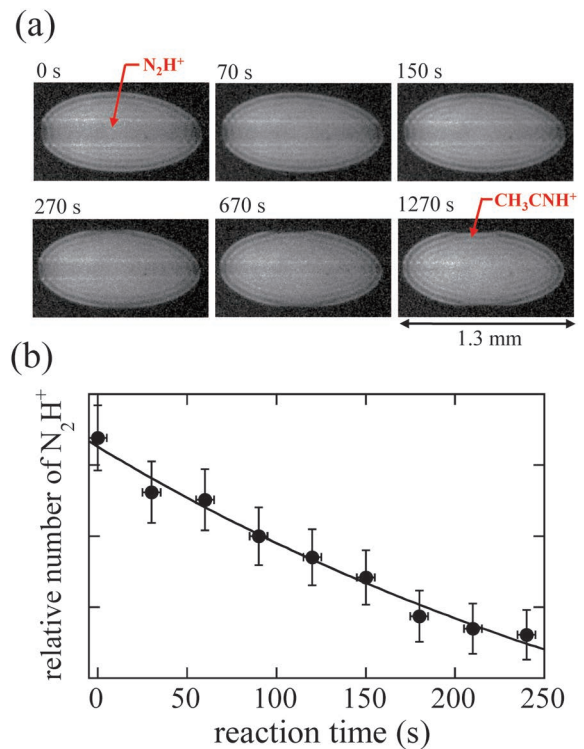 (a)
0 s
N₂H⁺
70 s
150 s
270 s
670 s
1270 s
CH₃CNH⁺
1.3 mm
(b)
relative number of N₂H⁺
0 50 100 150 200 250
reaction time (s)